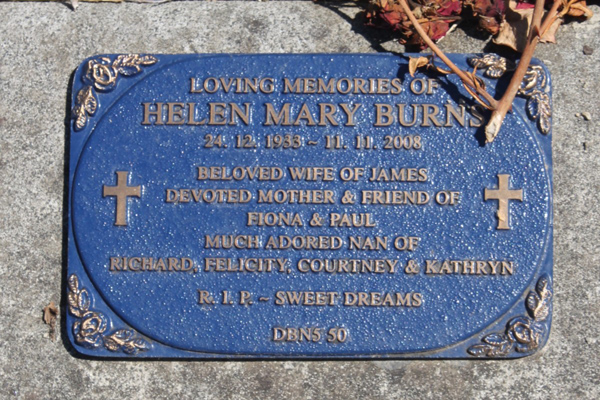 LOVING MEMORIES OF
HELEN MARY BURNS
24. 12. 1933 ~ 11. 11. 2008
BELOVED WIFE OF JAMES
DEVOTED MOTHER & FRIEND OF
FIONA & PAUL
MUCH ADORED NAN OF
RICHARD, FELICITY, COURTNEY & KATHRYN
R. I. P. ~ SWEET DREAMS
DBN5 50